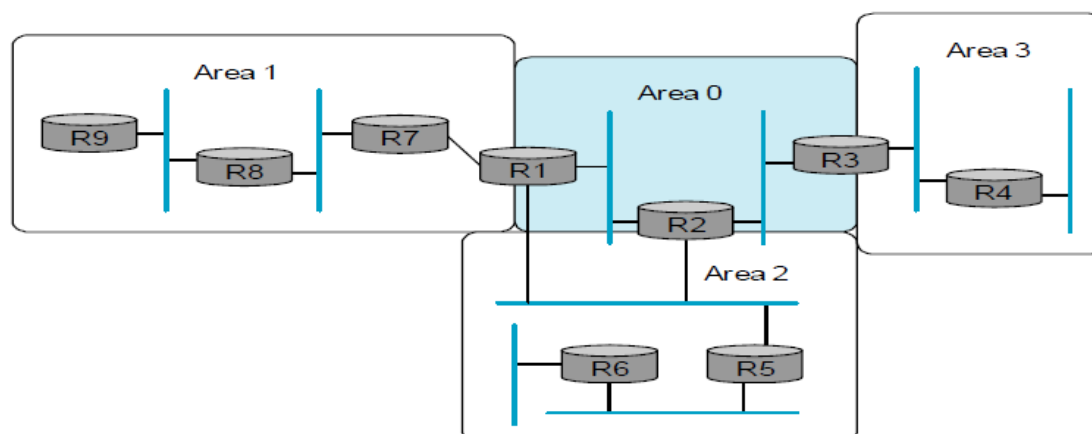 Area 1
Area 0
Area 3
R9
R8
R7
R1
R2
R3
R4
Area 2
R6
R5